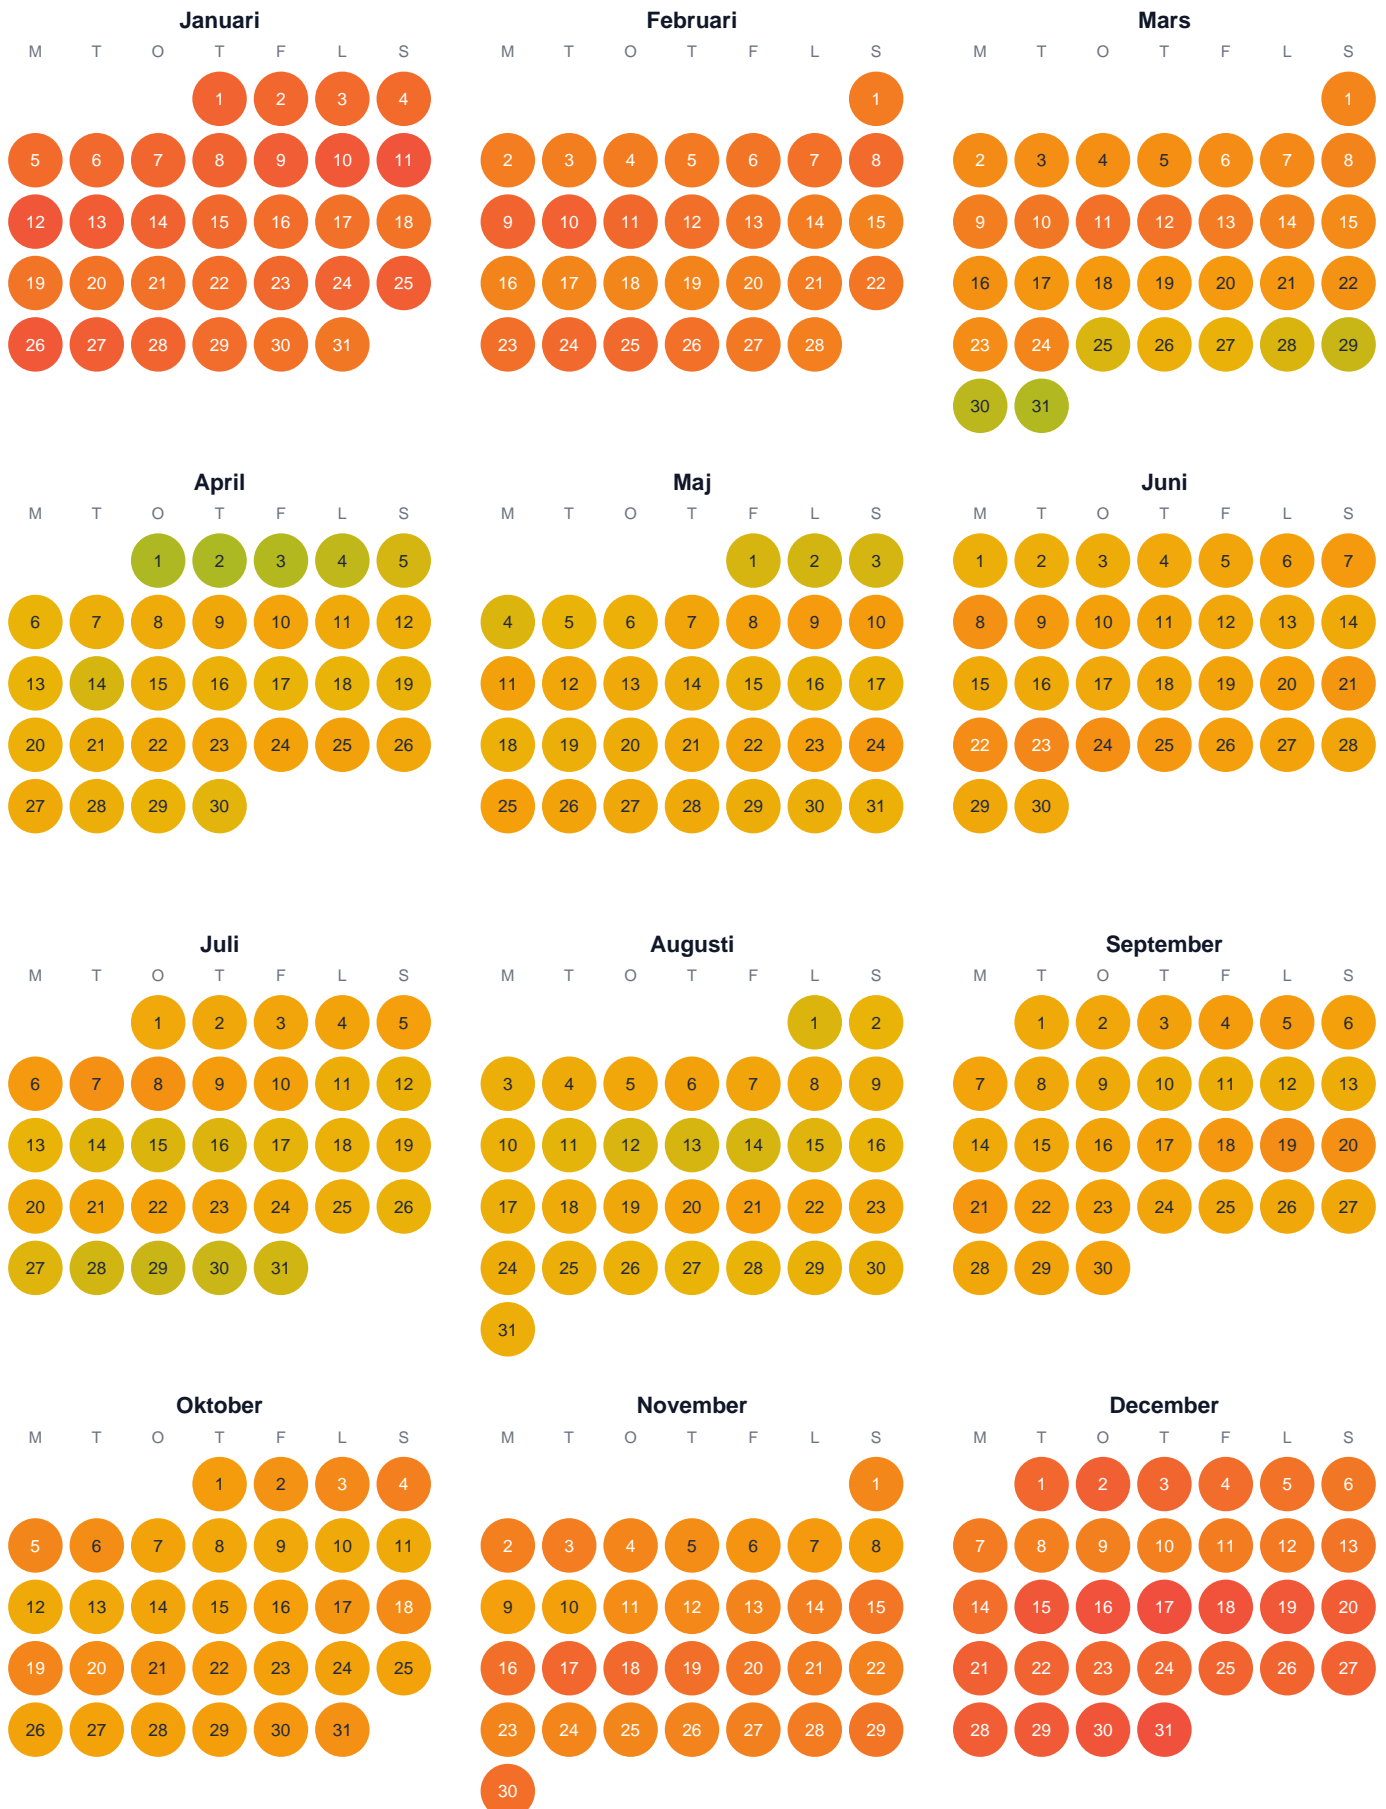 Januari Februari Mars
M T O T F L S M T O T F L S M T O T F L S
1 2 3 4 1 1
5 6 7 8 9 10 11 2 3 4 5 6 7 8 2 3 4 5 6 7 8
12 13 14 15 16 17 18 9 10 11 12 13 14 15 9 10 11 12 13 14 15
19 20 21 22 23 24 25 16 17 18 19 20 21 22 16 17 18 19 20 21 22
26 27 28 29 30 31 23 24 25 26 27 28 23 24 25 26 27 28 29
30 31
April Maj Juni
M T O T F L S M T O T F L S M T O T F L S
1 2 3 4 5 1 2 3 1 2 3 4 5 6 7
6 7 8 9 10 11 12 4 5 6 7 8 9 10 8 9 10 11 12 13 14
13 14 15 16 17 18 19 11 12 13 14 15 16 17 15 16 17 18 19 20 21
20 21 22 23 24 25 26 18 19 20 21 22 23 24 22 23 24 25 26 27 28
27 28 29 30 25 26 27 28 29 30 31 29 30
Juli Augusti September
M T O T F L S M T O T F L S M T O T F L S
1 2 3 4 5 1 2 1 2 3 4 5 6
6 7 8 9 10 11 12 3 4 5 6 7 8 9 7 8 9 10 11 12 13
13 14 15 16 17 18 19 10 11 12 13 14 15 16 14 15 16 17 18 19 20
20 21 22 23 24 25 26 17 18 19 20 21 22 23 21 22 23 24 25 26 27
27 28 29 30 31 24 25 26 27 28 29 30 28 29 30
31
Oktober November December
M T O T F L S M T O T F L S M T O T F L S
1 2 3 4 1 1 2 3 4 5 6
5 6 7 8 9 10 11 2 3 4 5 6 7 8 7 8 9 10 11 12 13
12 13 14 15 16 17 18 9 10 11 12 13 14 15 14 15 16 17 18 19 20
19 20 21 22 23 24 25 16 17 18 19 20 21 22 21 22 23 24 25 26 27
26 27 28 29 30 31 23 24 25 26 27 28 29 28 29 30 31
30